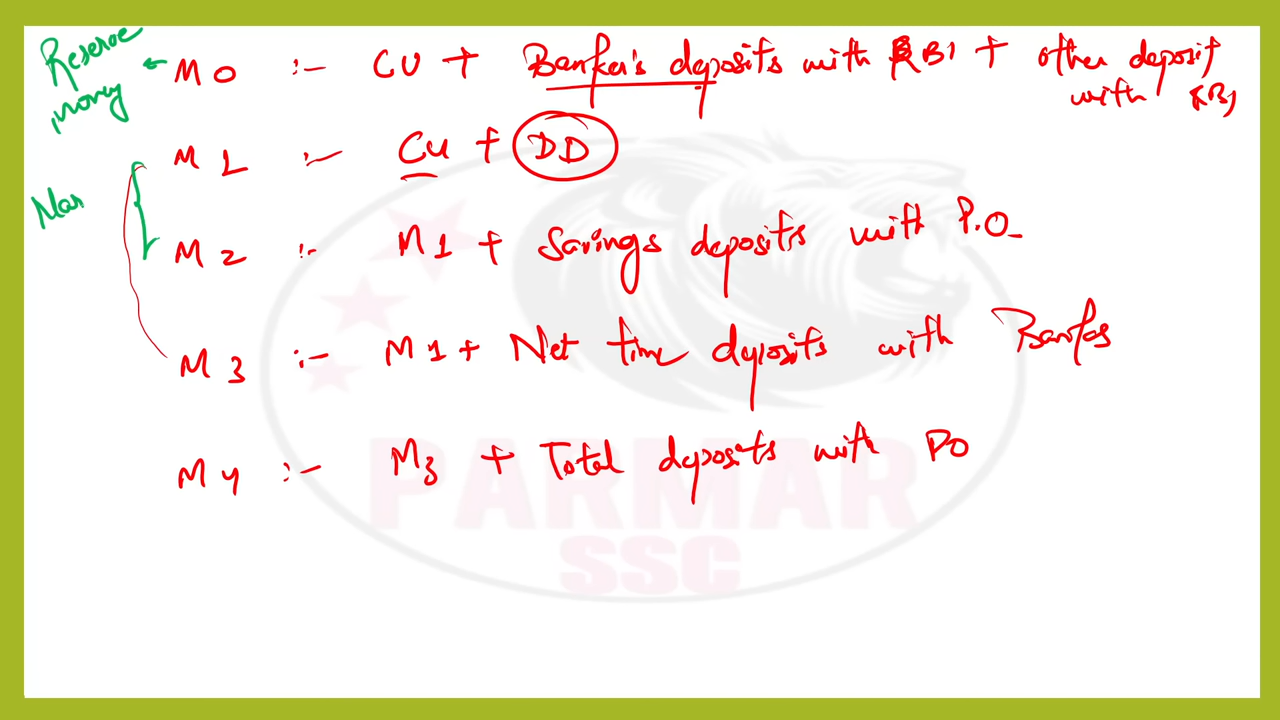 Reserve
money
M0 :- CU + Banker's deposits with RBI + other deposit
with RBI
M1 :- CU + DD
Nar
M2 :- M1 + Savings deposits with P.O.
M3 :- M1 + Net time deposits with Banks
M4 :- M3 + Total deposits with PO
PARMAR
SSC